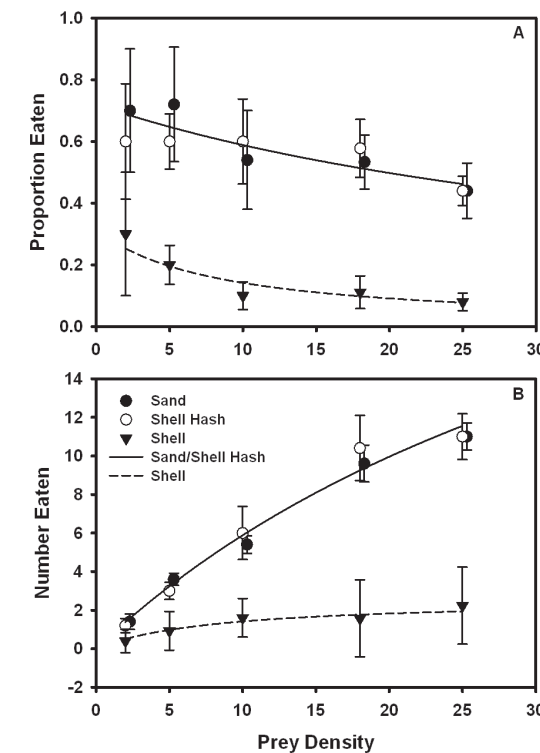 A
1.0
0.8
0.6
0.4
0.2
0.0
Proportion Eaten
0 5 10 15 20 25 30
B
14
12
10
8
6
4
2
0
-2
Number Eaten
Sand
Shell Hash
Shell
Sand/Shell Hash
Shell
0 5 10 15 20 25 30
Prey Density